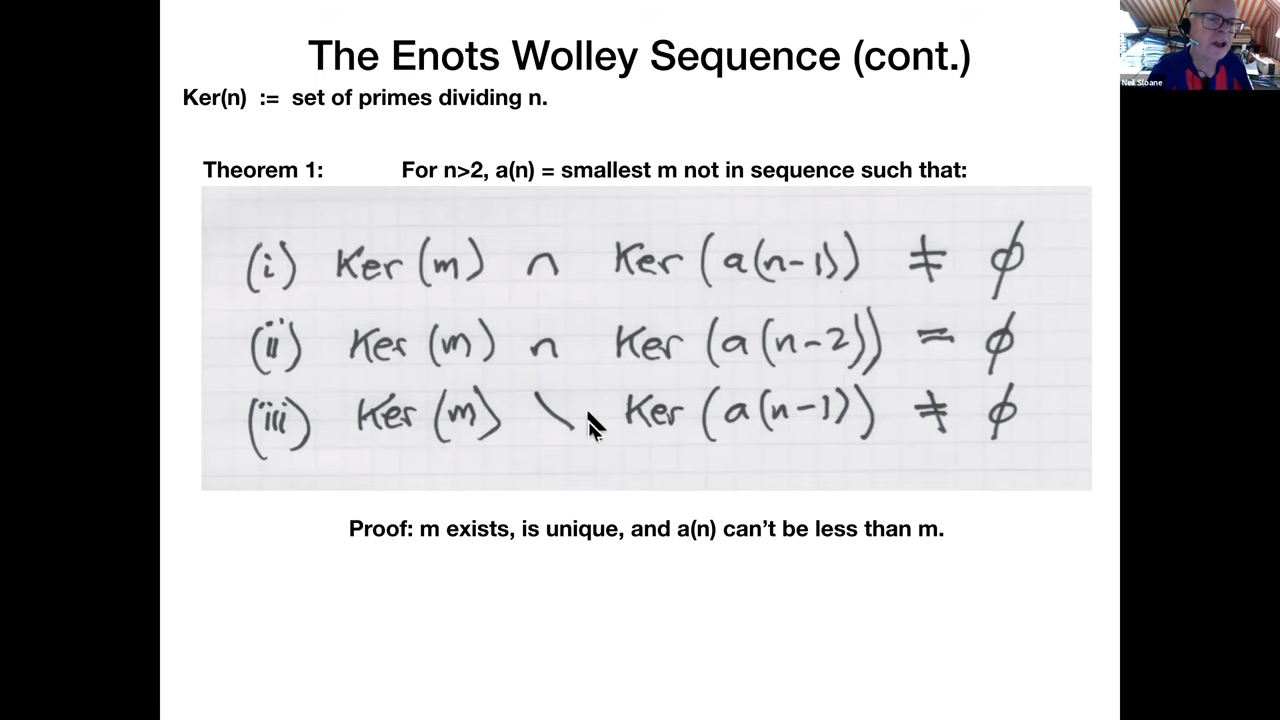 The Enots Wolley Sequence (cont.)
Ker(n) := set of primes dividing n.
Theorem 1: For n>2, a(n) = smallest m not in sequence such that:
(i) Ker(m) ∩ Ker(a(n-1)) ≠ ϕ
(ii) Ker(m) ∩ Ker(a(n-2)) = ϕ
(iii) Ker(m) \ Ker(a(n-1)) ≠ ϕ
Proof: m exists, is unique, and a(n) can’t be less than m.
Neil Sloane